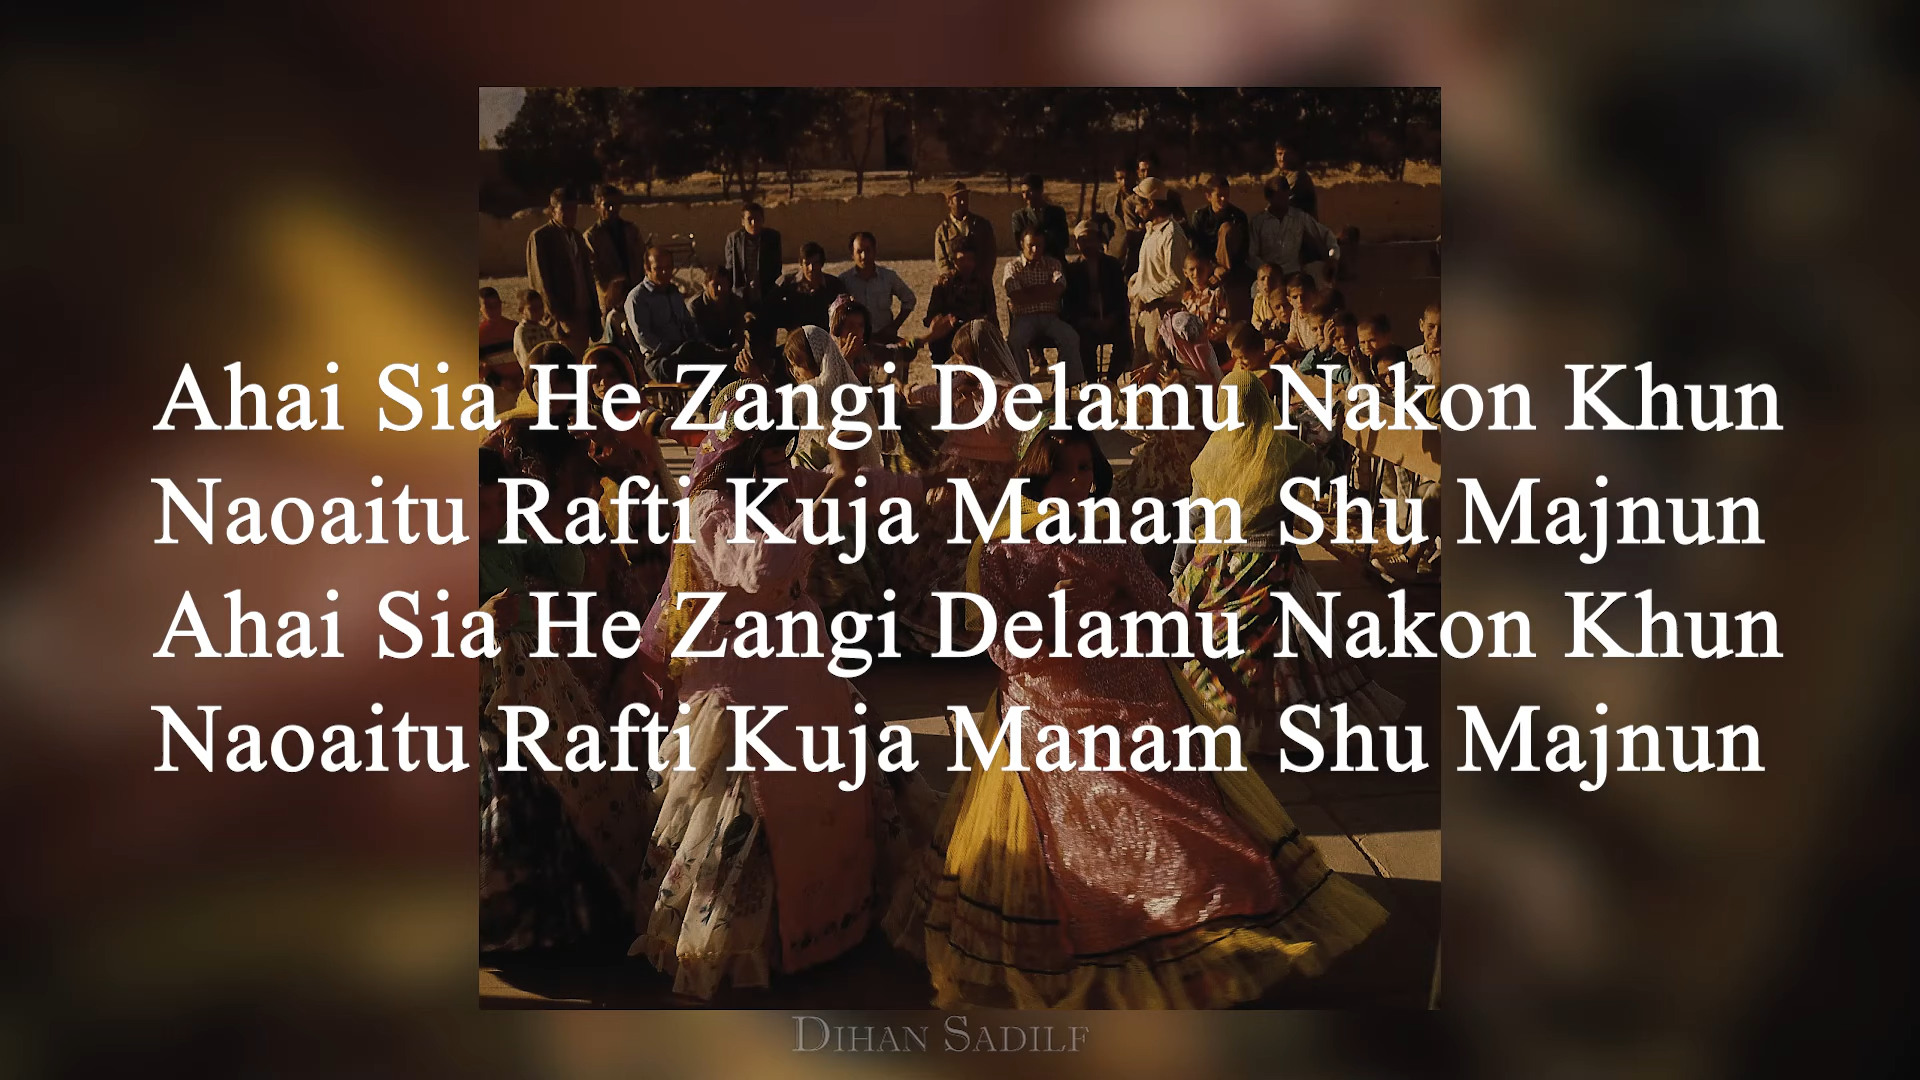 Ahai Sia He Zangi Delamu Nakon Khun
Naoaitu Rafti Kuja Manam Shu Majnun
Ahai Sia He Zangi Delamu Nakon Khun
Naoaitu Rafti Kuja Manam Shu Majnun
Dihan Sadilf